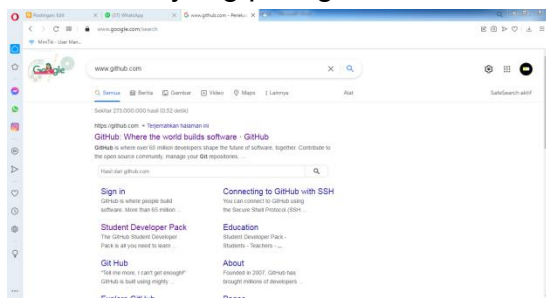 Postingan: Edit
(27) WhatsApp
www.github.com - Penelu
www.google.com/search
MiniTik - User Man...
Google
www.github.com
Semua Berita Gambar Video Maps Lainnya Alat SafeSearch aktif
Sekitar 273.000.000 hasil (0,52 detik)
https://github.com Terjemahkan halaman ini
GitHub: Where the world builds software · GitHub
GitHub is where over 65 million developers shape the future of software, together. Contribute to
the open source community, manage your Git repositories, ...
Hasil dari github.com
Sign in
GitHub is where people build
software. More than 65 million ...
Connecting to GitHub with SSH
You can connect to GitHub using
the Secure Shell Protocol (SSH ...
Student Developer Pack
The GitHub Student Developer
Pack is all you need to learn ...
Education
Student Developer Pack -
Students - Teachers - ...
Git Hub
"Tell me more, I can't get enough!"
GitHub is built using mighty ...
About
Founded in 2007, GitHub has
brought millions of developers ...